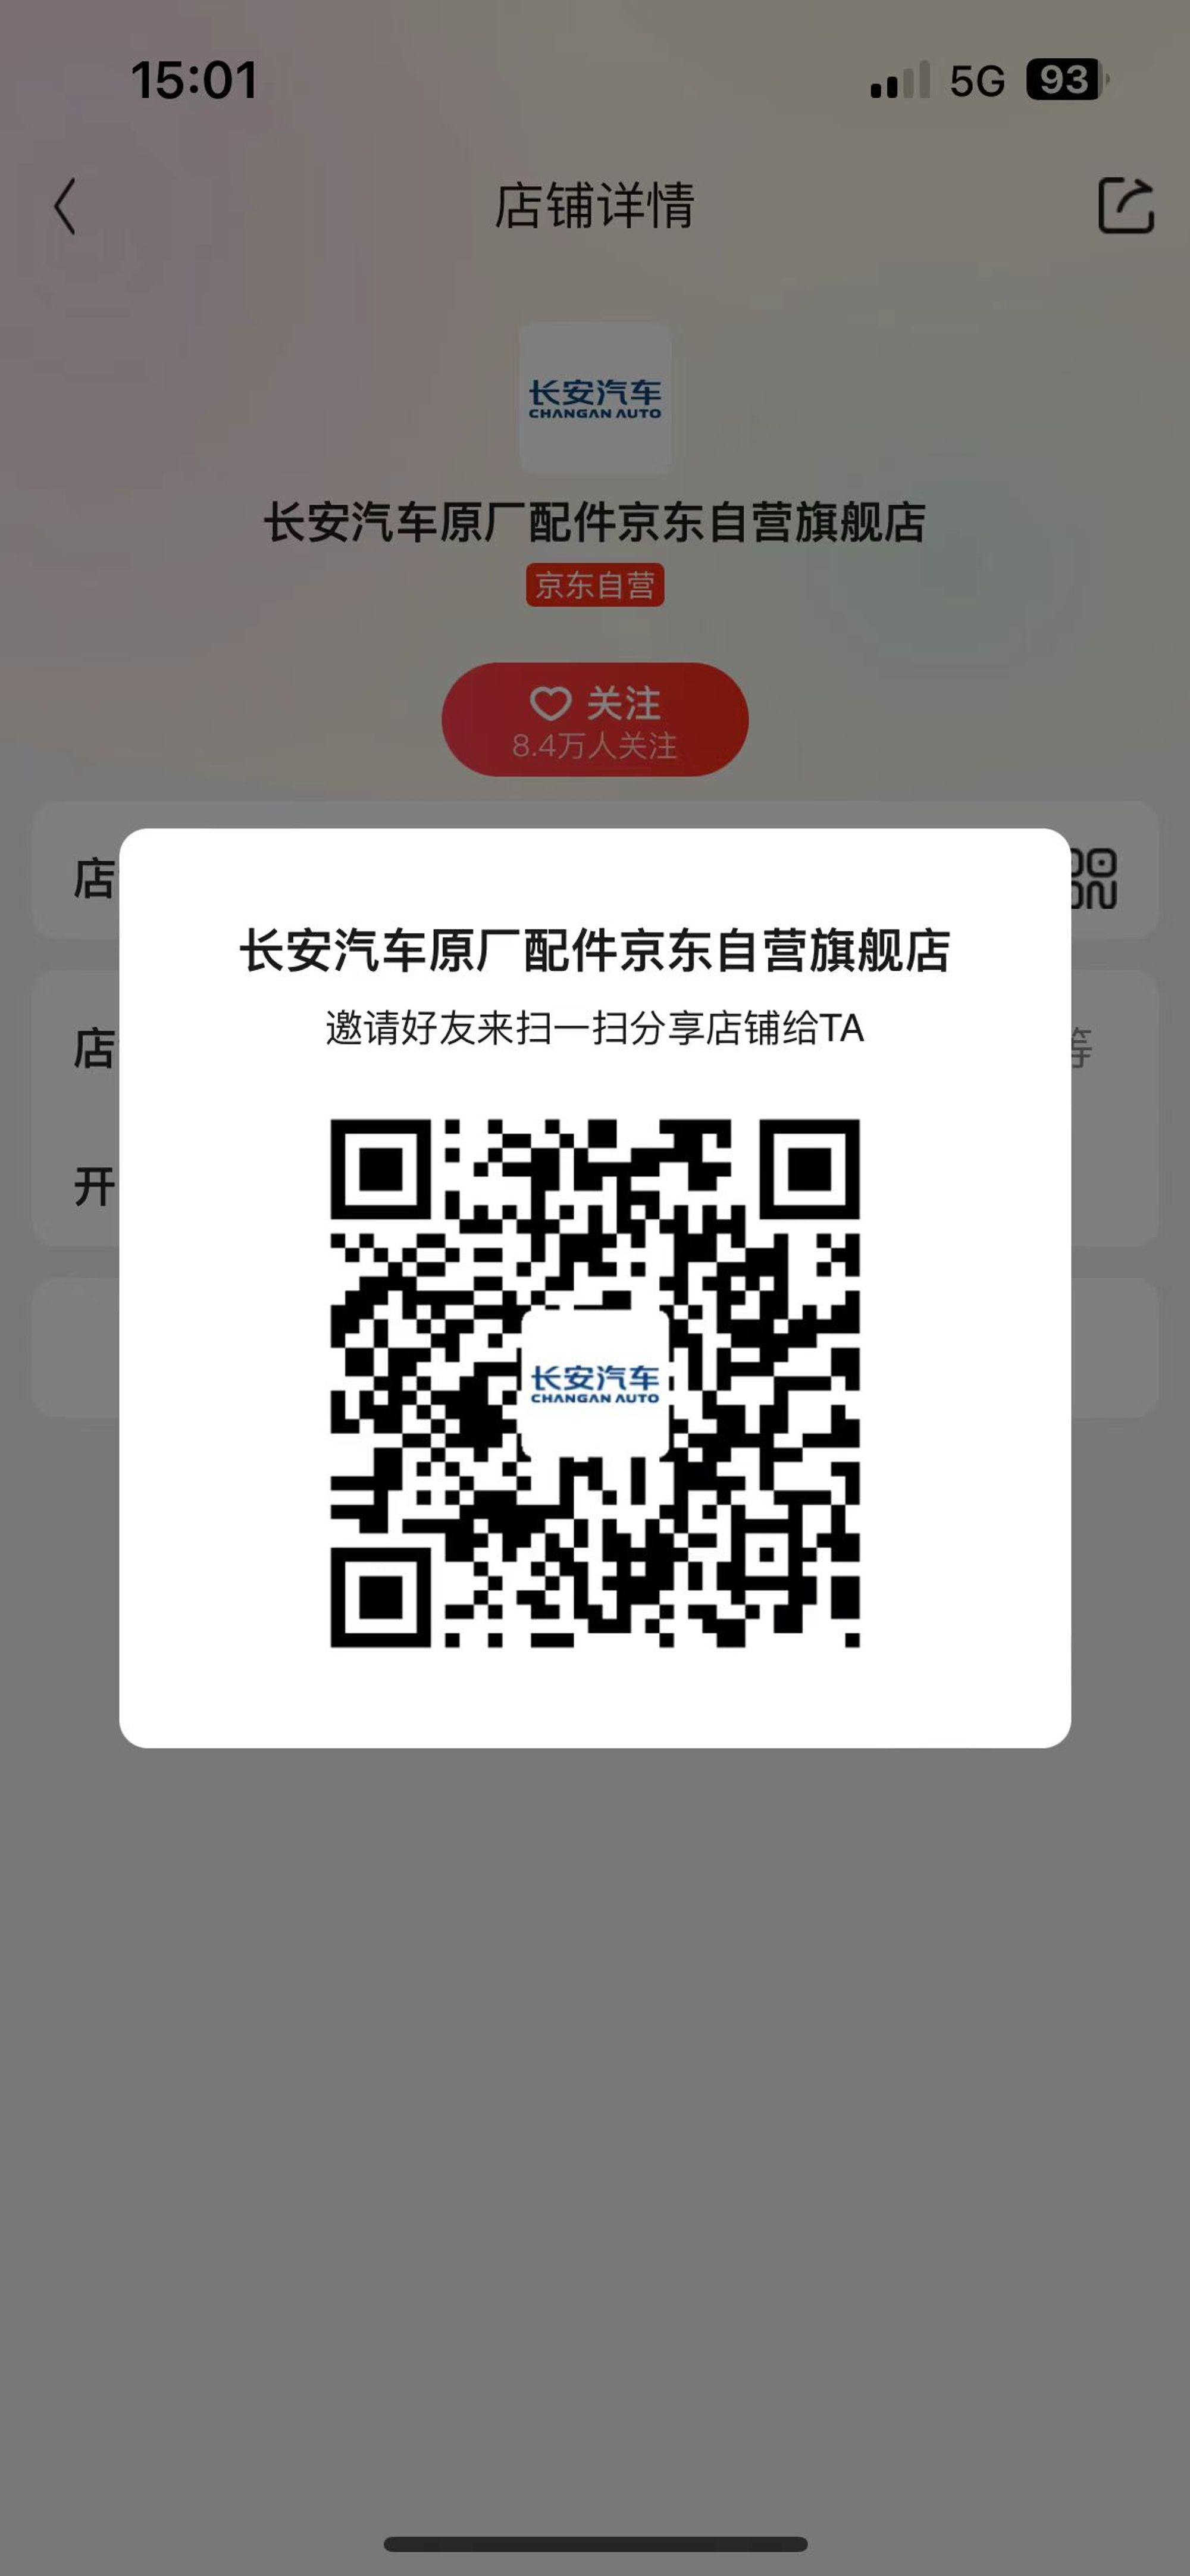 15:01
5G
93
店铺详情
长安汽车
CHANGAN AUTO
长安汽车原厂配件京东自营旗舰店
京东自营
关注
8.4万人关注
店
长安汽车原厂配件京东自营旗舰店
邀请好友来扫一扫分享店铺给TA
店
等
开
长安汽车
CHANGAN AUTO